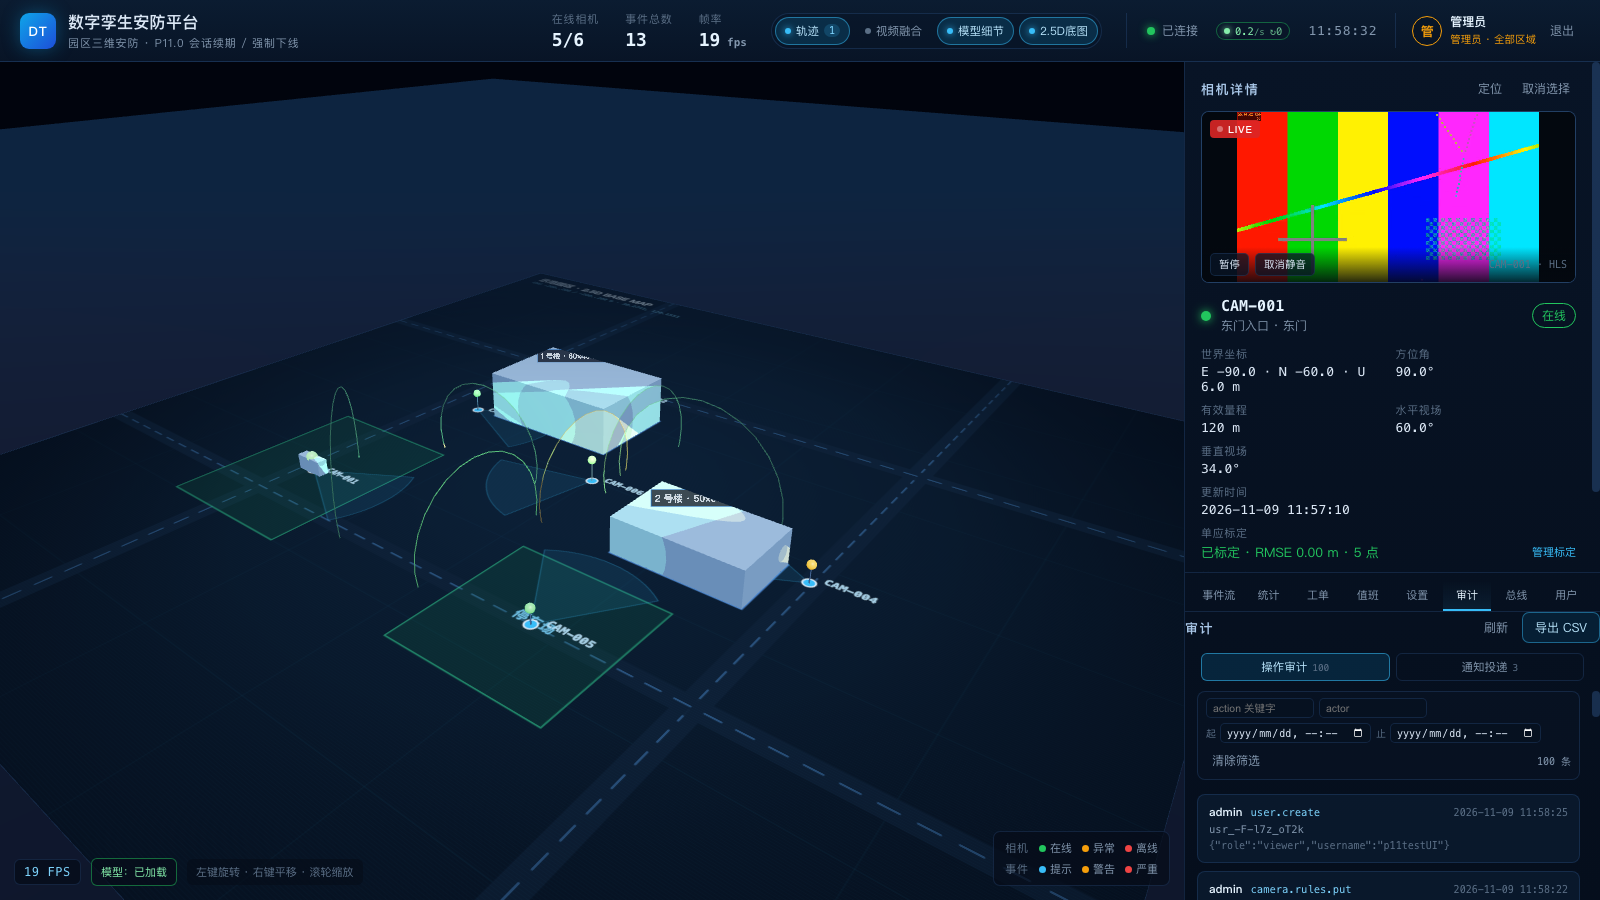 DT
数字孪生安防平台
园区三维安防 · P11.0 会话续期 / 强制下线
在线相机 事件总数 帧率
5/6 13 19 fps
轨迹 1 视频融合 模型细节 2.5D底图
已连接 0.2/s ↻0 11:58:32
管 管理员
管理员 · 全部区域
退出
1号楼 ·
CAM-001
CAM-006
2 号楼 · 50x
CAM-004
停车场
CAM-005
19 FPS 模型: 已加载 左键旋转 · 右键平移 · 滚轮缩放
相机 在线 异常 离线
事件 提示 警告 严重
相机详情 定位 取消选择
LIVE
暂停 取消静音 HLS
CAM-001
东门入口 · 东门
在线
世界坐标 方位角
E -90.0 · N -60.0 · U 6.0 m 90.0°
有效量程 水平视场
120 m 60.0°
垂直视场
34.0°
更新时间
2026-11-09 11:57:10
单应标定
已标定 · RMSE 0.00 m · 5 点 管理标定
事件流 统计 工单 值班 设置 审计 总线 用户
审计 刷新 导出 CSV
操作审计 100 通知投递 3
action 关键字 actor
起 yyyy/mm/dd, --:-- 止 yyyy/mm/dd, --:--
清除筛选 100 条
admin user.create 2026-11-09 11:58:25
usr_-F-l7z_oT2k
{"role":"viewer","username":"p11testUI"}
admin camera.rules.put 2026-11-09 11:58:22